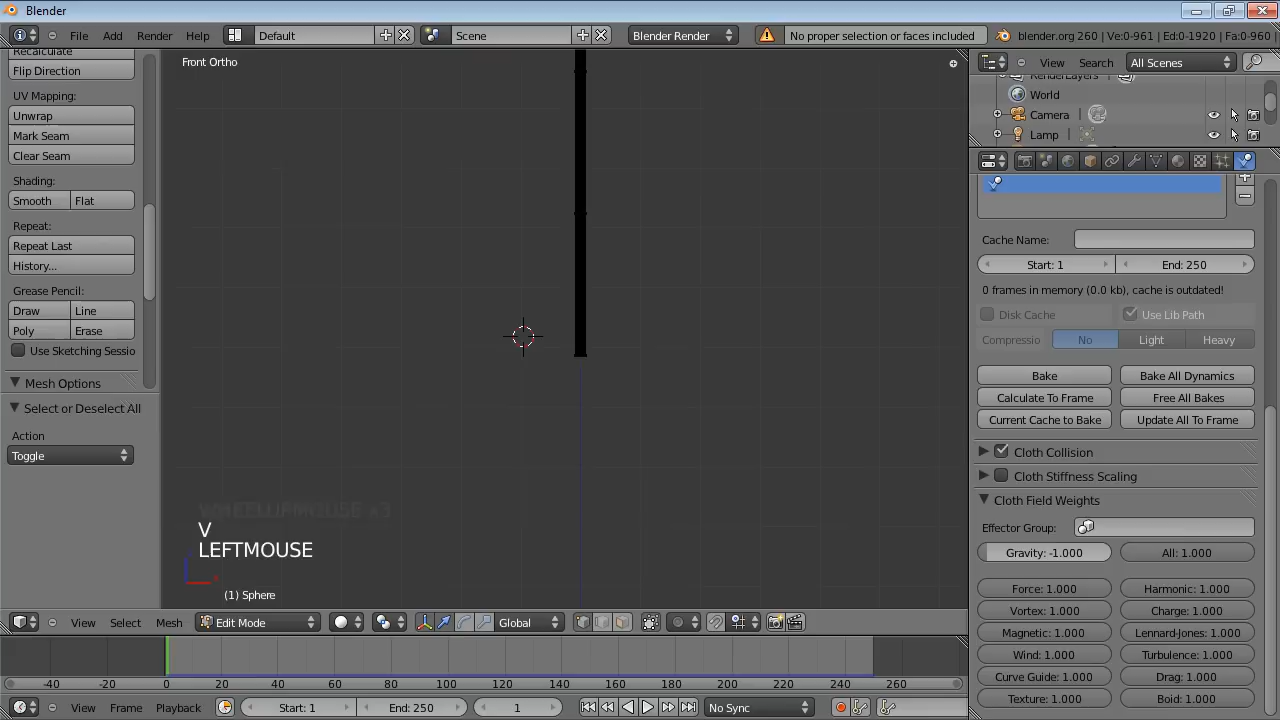 Blender
File Add Render Help Default Scene Blender Render No proper selection or faces included blender.org 260 | Ve:0-961 | Ed:0-1920 | Fa:0-960
Recalculate
Flip Direction
UV Mapping:
Unwrap
Mark Seam
Clear Seam
Shading:
Smooth Flat
Repeat:
Repeat Last
History...
Grease Pencil:
Draw Line
Poly Erase
Use Sketching Sessio
Mesh Options
Select or Deselect All
Action
Toggle
Front Ortho
WHEELUPMOUSE x3
V
LEFTMOUSE
(1) Sphere
View Select Mesh Edit Mode Global
-40 -20 0 20 40 60 80 100 120 140 160 180 200 220 240 260
View Frame Playback Start: 1 End: 250 1 No Sync
View Search All Scenes
RenderLayers
World
Camera
Lamp
Cache Name:
Start: 1 End: 250
0 frames in memory (0.0 kb), cache is outdated!
Disk Cache Use Lib Path
Compressio No Light Heavy
Bake Bake All Dynamics
Calculate To Frame Free All Bakes
Current Cache to Bake Update All To Frame
Cloth Collision
Cloth Stiffness Scaling
Cloth Field Weights
Effector Group:
Gravity: -1.000 All: 1.000
Force: 1.000 Harmonic: 1.000
Vortex: 1.000 Charge: 1.000
Magnetic: 1.000 Lennard-Jones: 1.000
Wind: 1.000 Turbulence: 1.000
Curve Guide: 1.000 Drag: 1.000
Texture: 1.000 Boid: 1.000